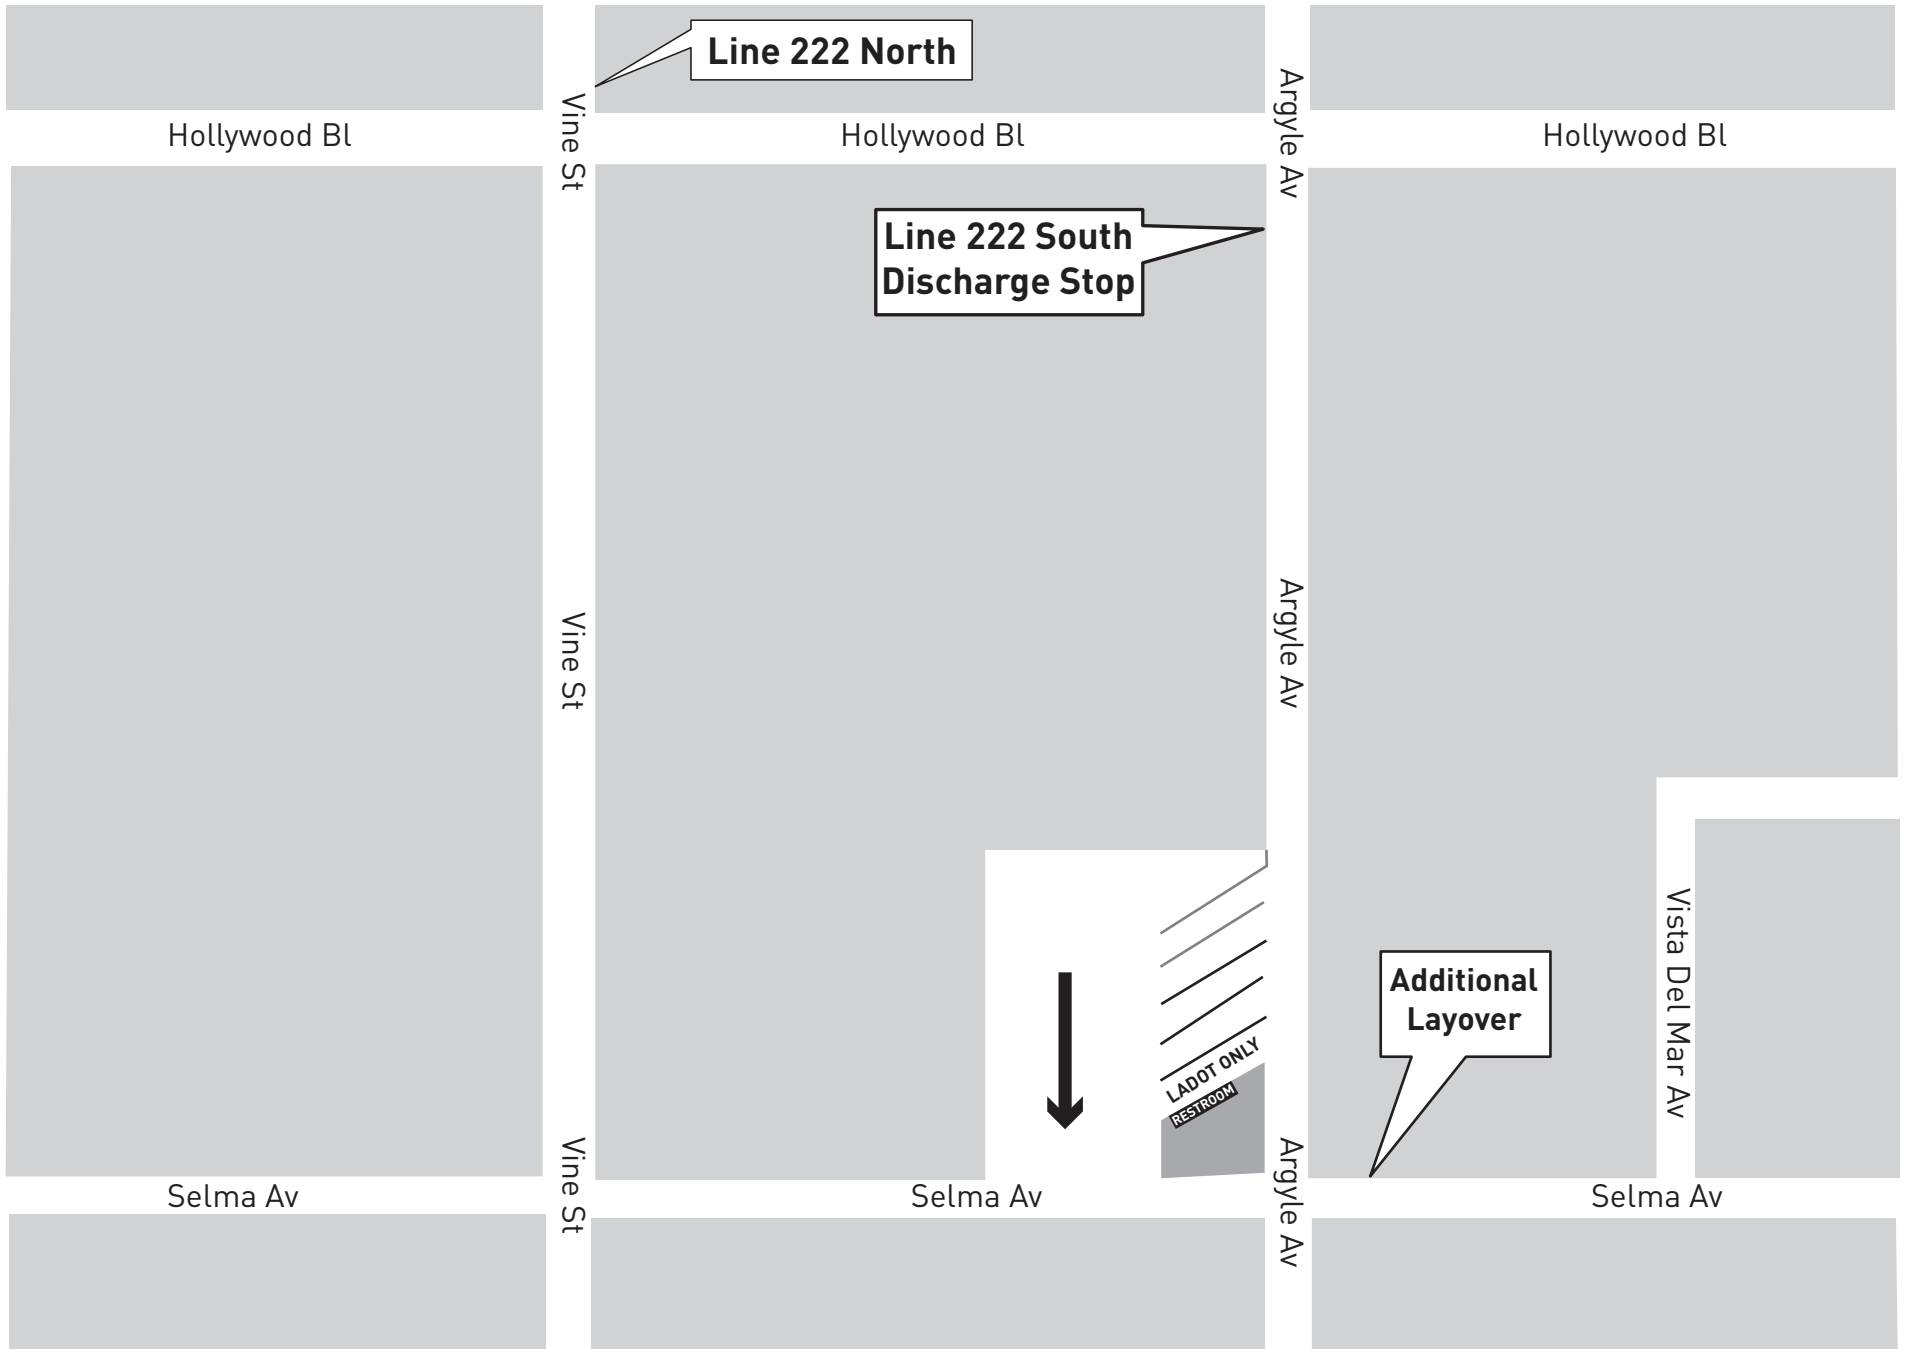 Line 222 North
Vine St
Argyle Av
Hollywood Bl
Hollywood Bl
Hollywood Bl
Line 222 South
Discharge Stop
Vine St
Argyle Av
Vista Del Mar Av
Additional
Layover
LADOT ONLY
RESTROOM
Vine St
Argyle Av
Selma Av
Selma Av
Selma Av